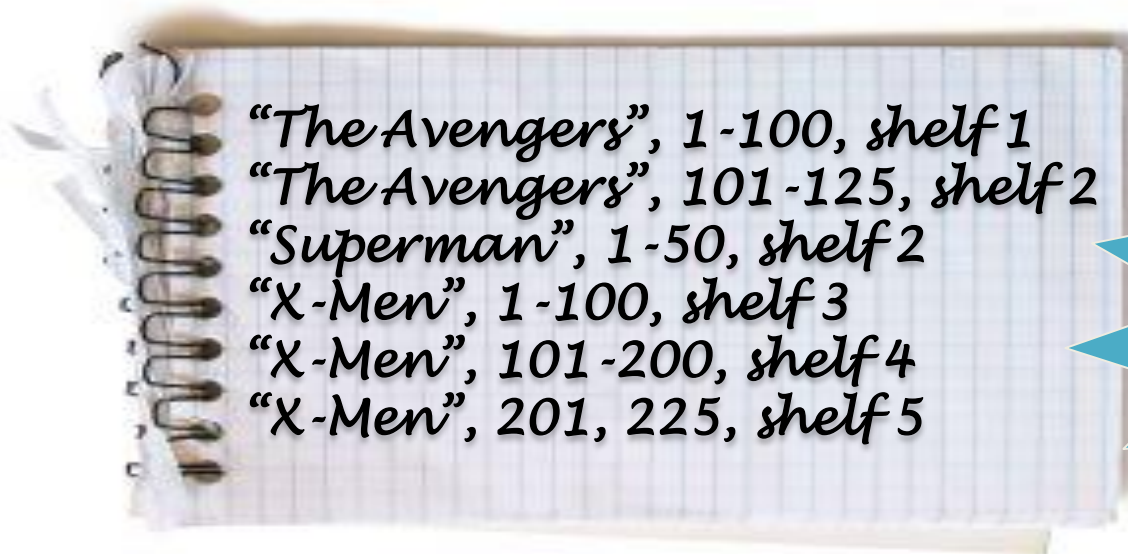 “The Avengers”, 1-100, shelf 1
“The Avengers”, 101-125, shelf 2
“Superman”, 1-50, shelf 2
“X-Men”, 1-100, shelf 3
“X-Men”, 101-200, shelf 4
“X-Men”, 201, 225, shelf 5